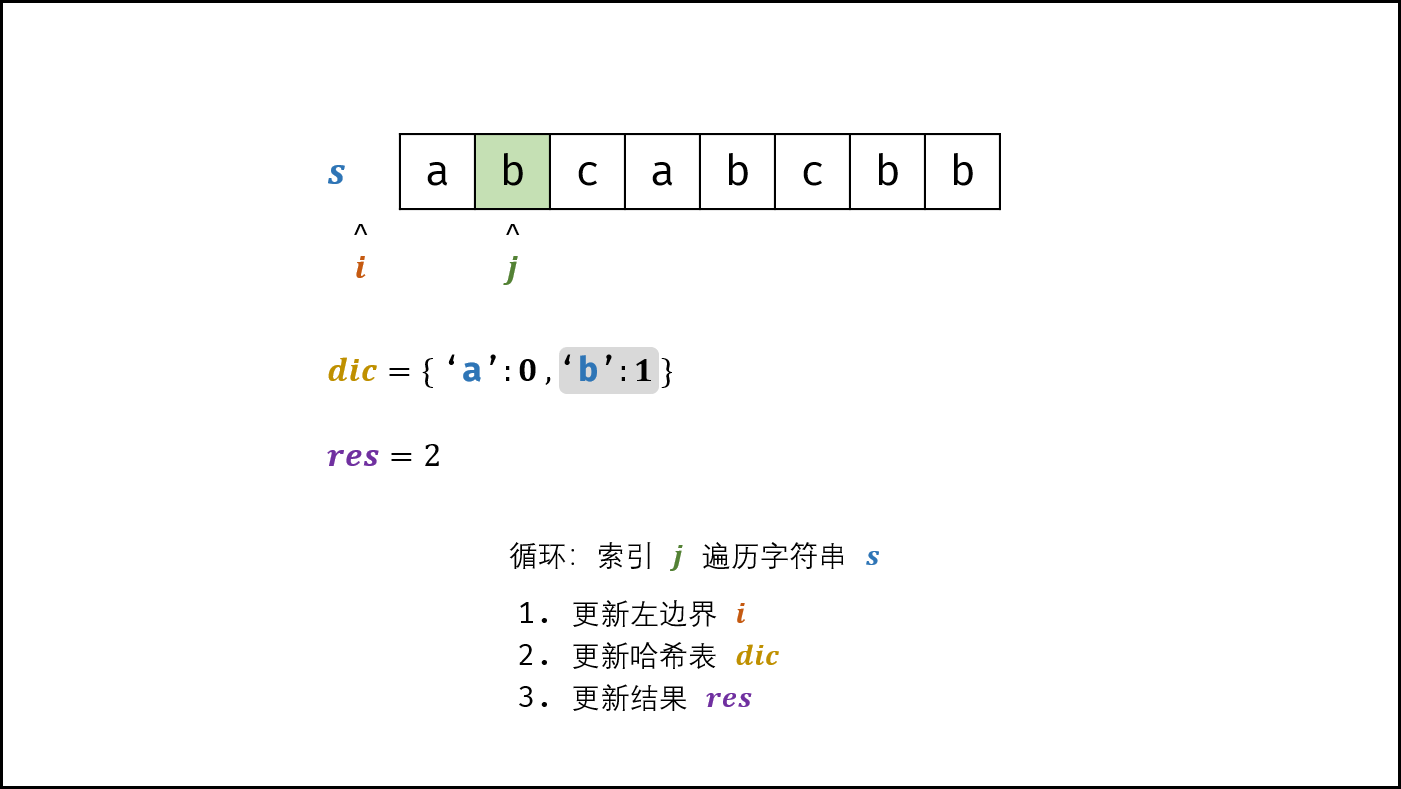 s a b c a b c b b
^ ^
i j
dic = { ‘a’:0 , ‘b’:1 }
res = 2
循环: 索引 j 遍历字符串 s
1. 更新左边界 i
2. 更新哈希表 dic
3. 更新结果 res